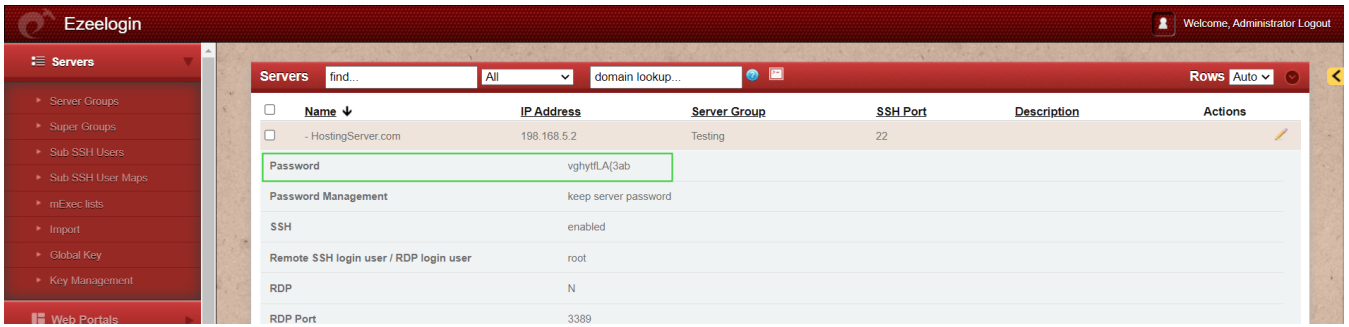 Ezeelogin
Welcome, Administrator Logout
Servers
Server Groups
Super Groups
Sub SSH Users
Sub SSH User Maps
mExec lists
Import
Global Key
Key Management
Web Portals
Servers find... All domain lookup... Rows Auto
Name IP Address Server Group SSH Port Description Actions
- HostingServer.com 198.168.5.2 Testing 22
Password vghytfLA{3ab
Password Management keep server password
SSH enabled
Remote SSH login user / RDP login user root
RDP N
RDP Port 3389